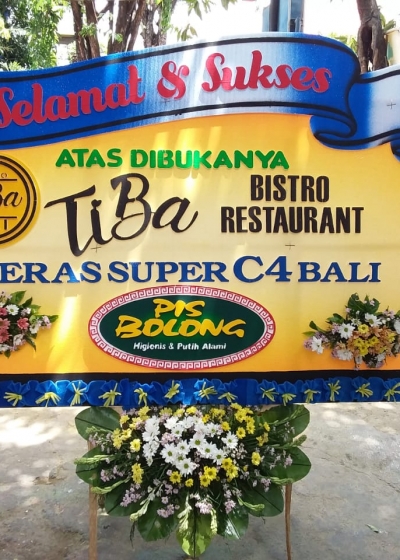 Selamat & Sukses
ATAS DIBUKANYA
TiBa
BISTRO
RESTAURANT
ERAS SUPER C4 BALI
PIS
BOLONG
Higienis & Putih Alami